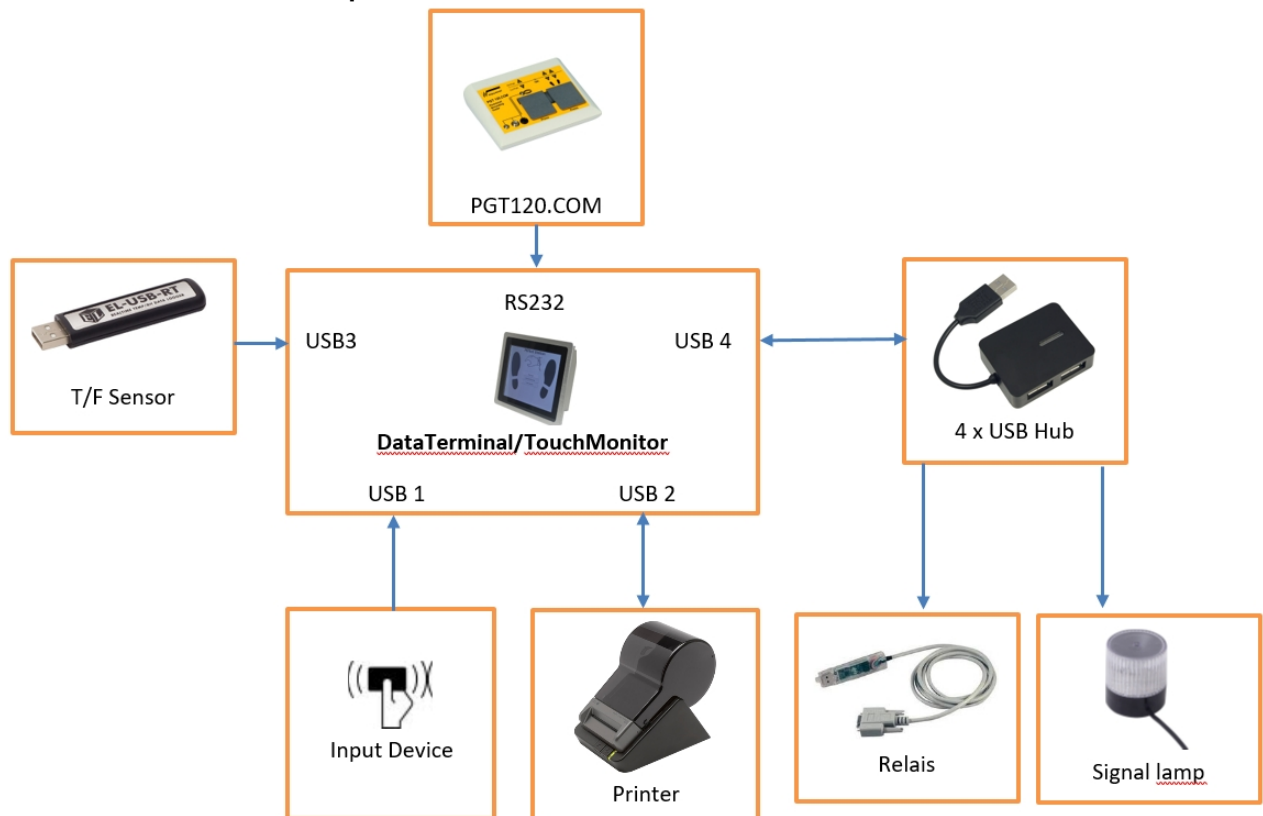 PGT120.COM
RS232
EL-USB-RT
T/F Sensor
USB3
USB 4
DataTerminal/TouchMonitor
4 x USB Hub
USB 1
USB 2
Input Device
Printer
Relais
Signal lamp